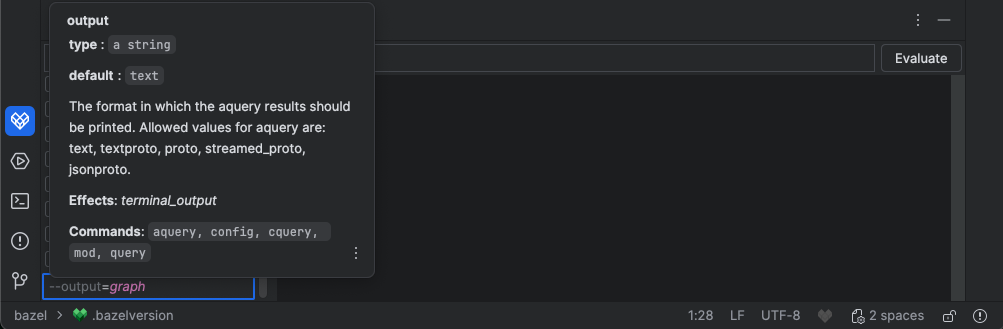 output
type : a string
default : text
The format in which the aquery results should
be printed. Allowed values for aquery are:
text, textproto, proto, streamed_proto,
jsonproto.
Effects: terminal_output
Commands: aquery, config, cquery,
mod, query
Evaluate
--output=graph
bazel > .bazelversion
1:28 LF UTF-8 2 spaces